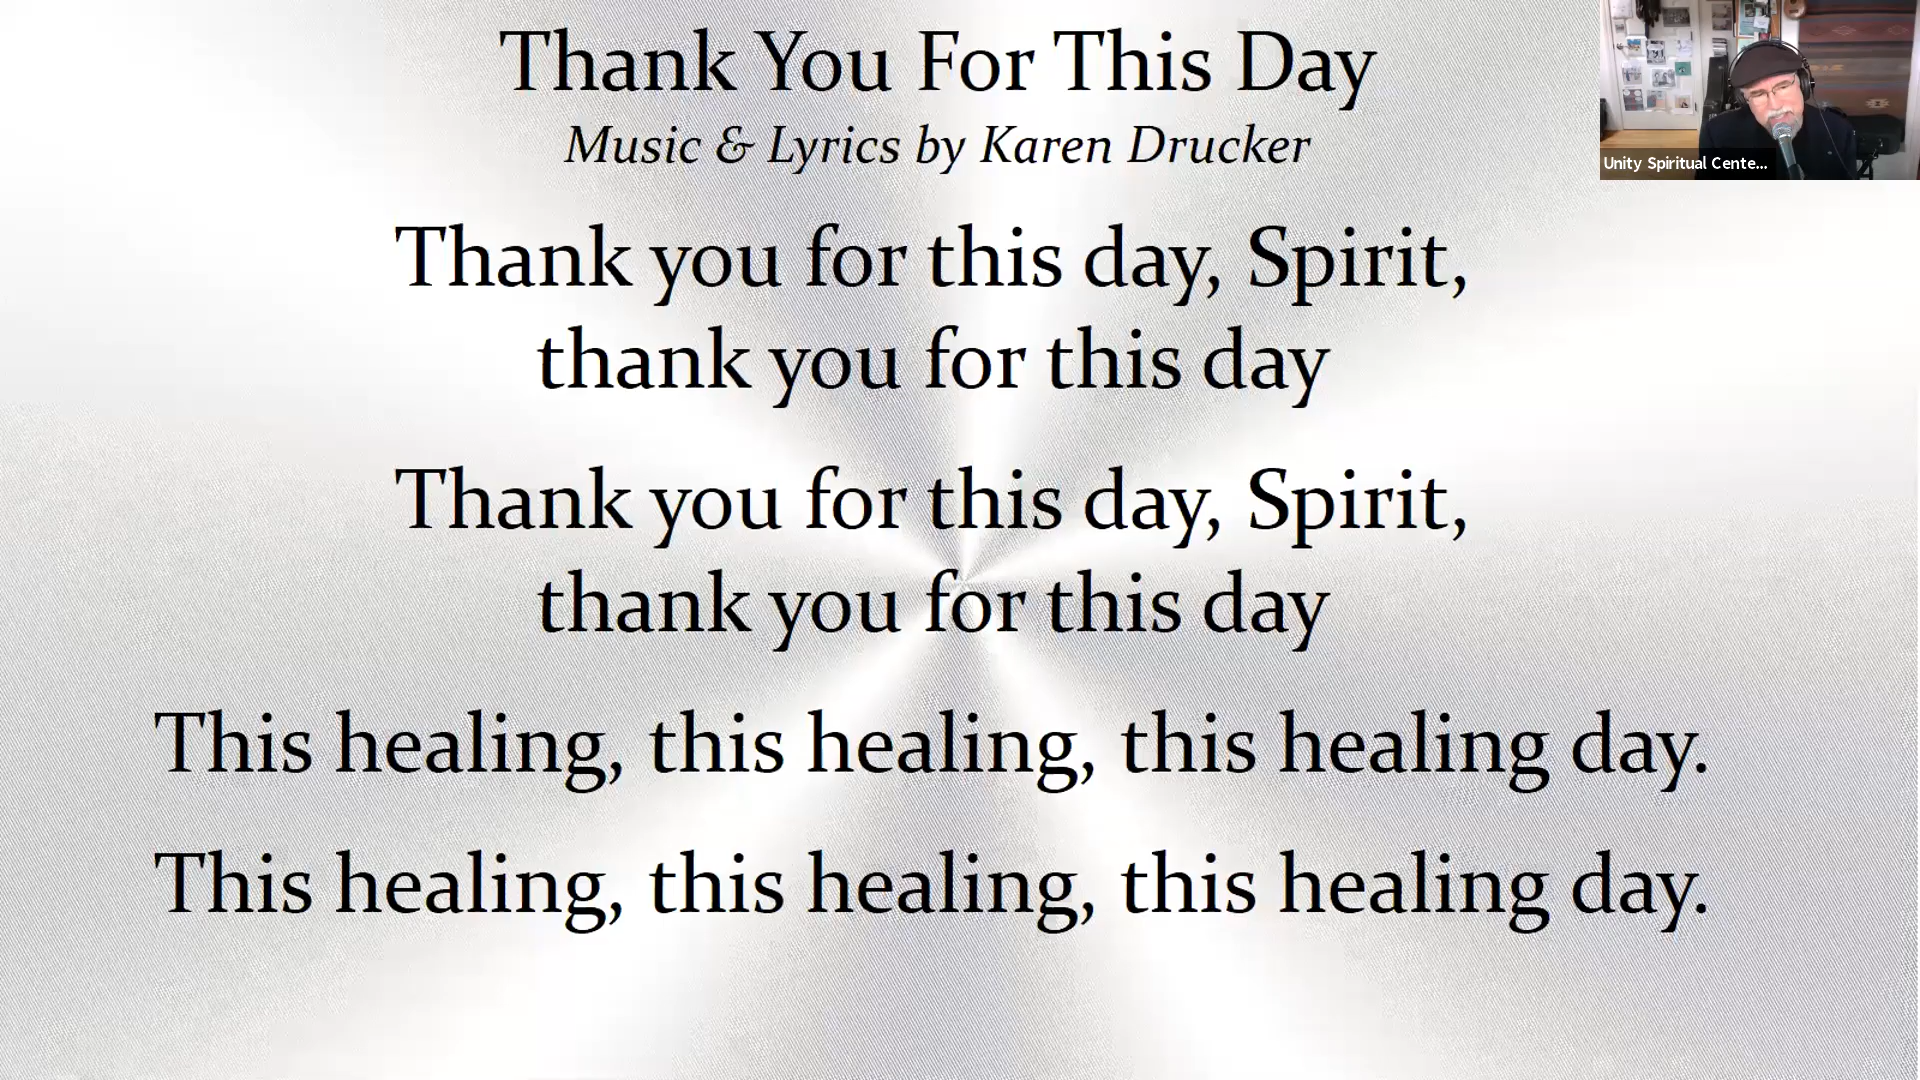 Thank You For This Day
Music & Lyrics by Karen Drucker
Unity Spiritual Cente...
Thank you for this day, Spirit,
thank you for this day
Thank you for this day, Spirit,
thank you for this day
This healing, this healing, this healing day.
This healing, this healing, this healing day.